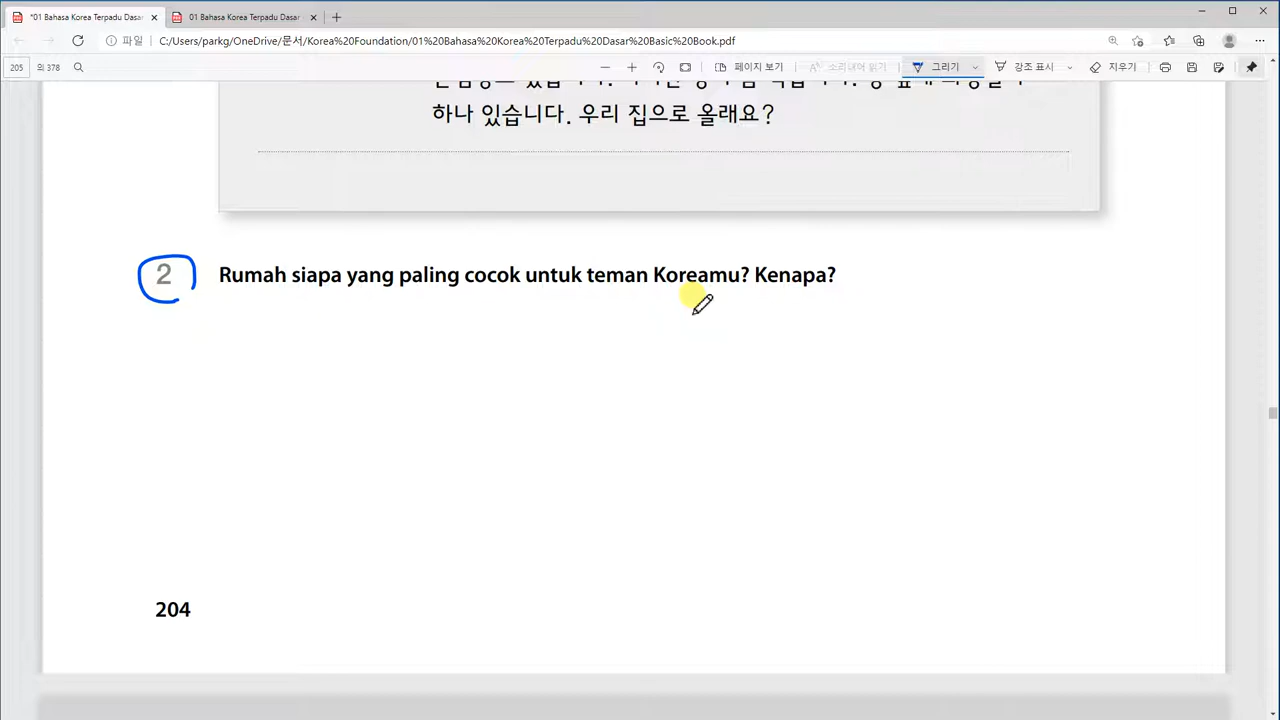 *01 Bahasa Korea Terpadu Dasar
01 Bahasa Korea Terpadu Dasar
파일
C:/Users/parkg/OneDrive/문서/Korea%20Foundation/01%20Bahasa%20Korea%20Terpadu%20Dasar%20Basic%20Book.pdf
205 의 378
페이지 보기
소리내어 읽기
그리기
강조 표시
지우기
하나 있습니다. 우리 집으로 올래요?
2 Rumah siapa yang paling cocok untuk teman Koreamu? Kenapa?
204